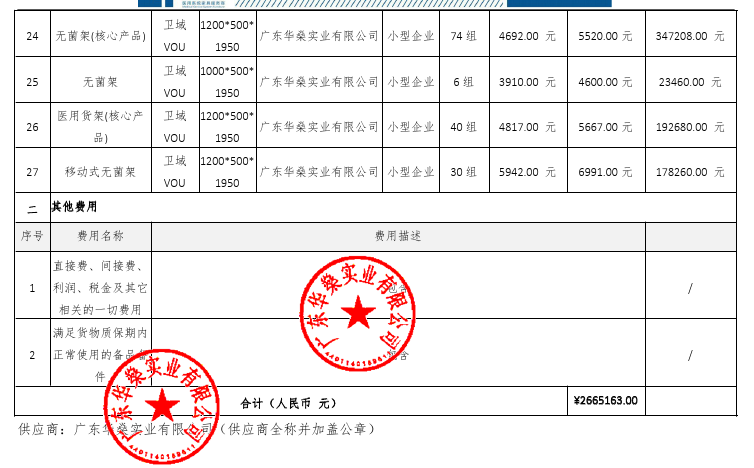 24 无菌架(核心产品) 卫域 VOU 1200*500*1950 广东华燊实业有限公司 小型企业 74 组 4692.00 元 5520.00 元 347208.00 元
25 无菌架 卫域 VOU 1000*500*1950 广东华燊实业有限公司 小型企业 6 组 3910.00 元 4600.00 元 23460.00 元
26 医用货架(核心产品) 卫域 VOU 1200*500*1950 广东华燊实业有限公司 小型企业 40 组 4817.00 元 5667.00 元 192680.00 元
27 移动式无菌架 卫域 VOU 1200*500*1950 广东华燊实业有限公司 小型企业 30 组 5942.00 元 6991.00 元 178260.00 元
二 其他费用
序号 费用名称 费用描述
1 直接费、间接费、利润、税金及其它相关的一切费用 包含 /
2 满足货物质保期内正常使用的备品备件 包含 /
合计（人民币 元） ¥2665163.00
供应商：广东华燊实业有限公司（供应商全称并加盖公章）
广东华燊实业有限公司
广东华燊实业有限公司